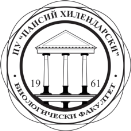 ПУ "ПАИСИЙ ХИЛЕНДАРСКИ"
19 61
БИОЛОГИЧЕСКИ ФАКУЛТЕТ